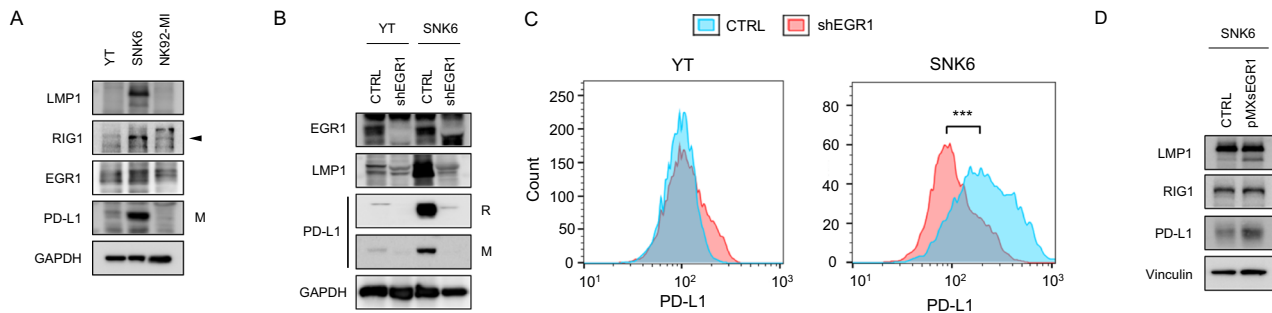 A
YT
SNK6
NK92-MI
LMP1
RIG1
EGR1
PD-L1
M
GAPDH
B
YT
SNK6
CTRL
shEGR1
CTRL
shEGR1
EGR1
LMP1
PD-L1
R
M
GAPDH
C
CTRL
shEGR1
YT
Count
250
200
150
100
50
0
10¹
10²
10³
PD-L1
SNK6
***
80
60
40
20
0
10¹
10²
10³
PD-L1
D
SNK6
CTRL
pMXsEGR1
LMP1
RIG1
PD-L1
Vinculin